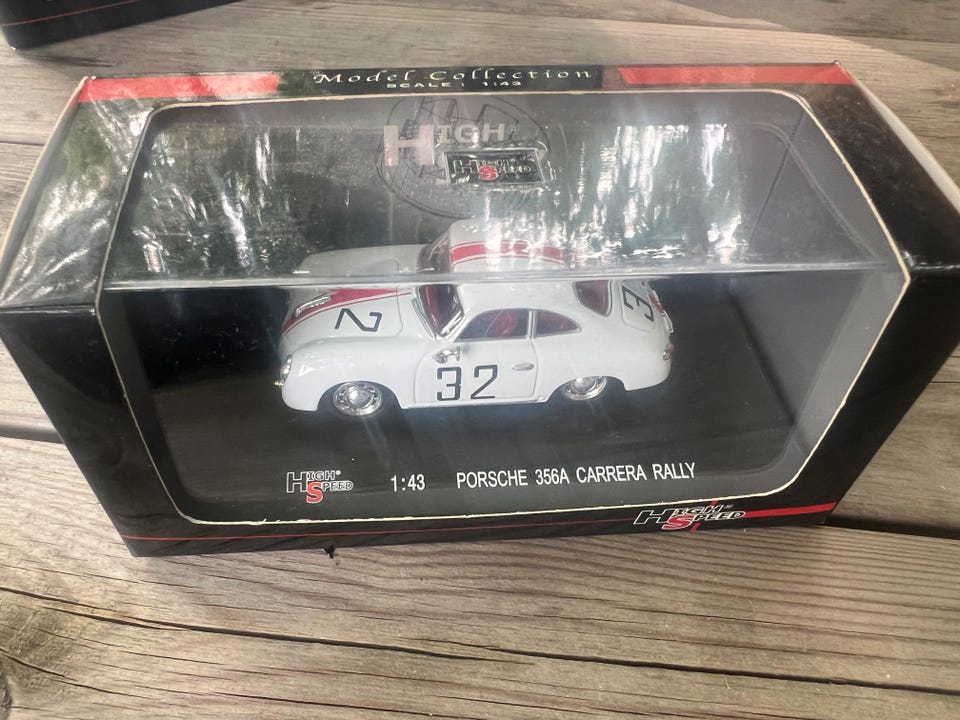 Model Collection
SCALE : 1:43
HIGH®
HIGH®
SPEED
2
32
3
HIGH®
SPEED
1:43 PORSCHE 356A CARRERA RALLY
HIGH®
SPEED